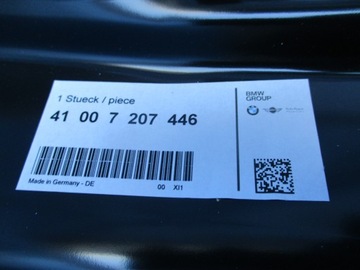 1 Stueck / piece
41 00 7 207 446
Made in Germany - DE
00 XI1
BMW
GROUP